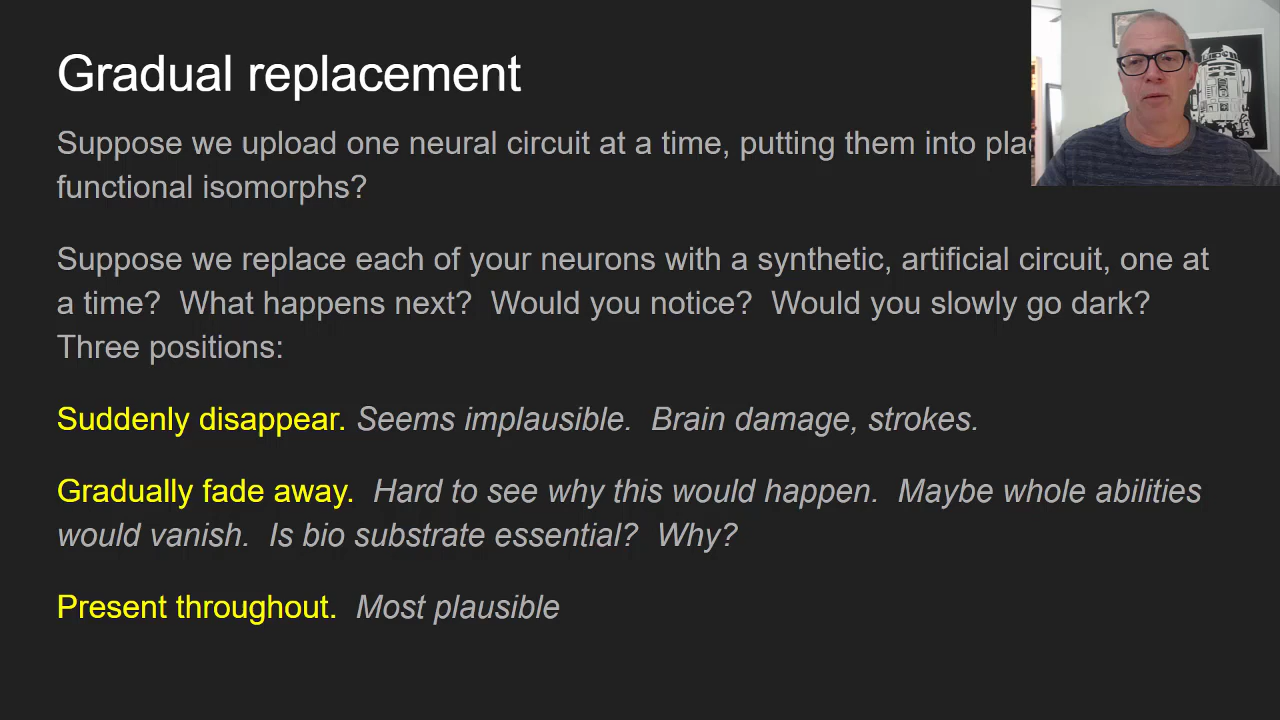 Gradual replacement
Suppose we upload one neural circuit at a time, putting them into
functional isomorphs?
Suppose we replace each of your neurons with a synthetic, artificial circuit, one at
a time?  What happens next?  Would you notice?  Would you slowly go dark?
Three positions:
Suddenly disappear. Seems implausible.  Brain damage, strokes.
Gradually fade away.  Hard to see why this would happen.  Maybe whole abilities
would vanish.  Is bio substrate essential?  Why?
Present throughout.  Most plausible